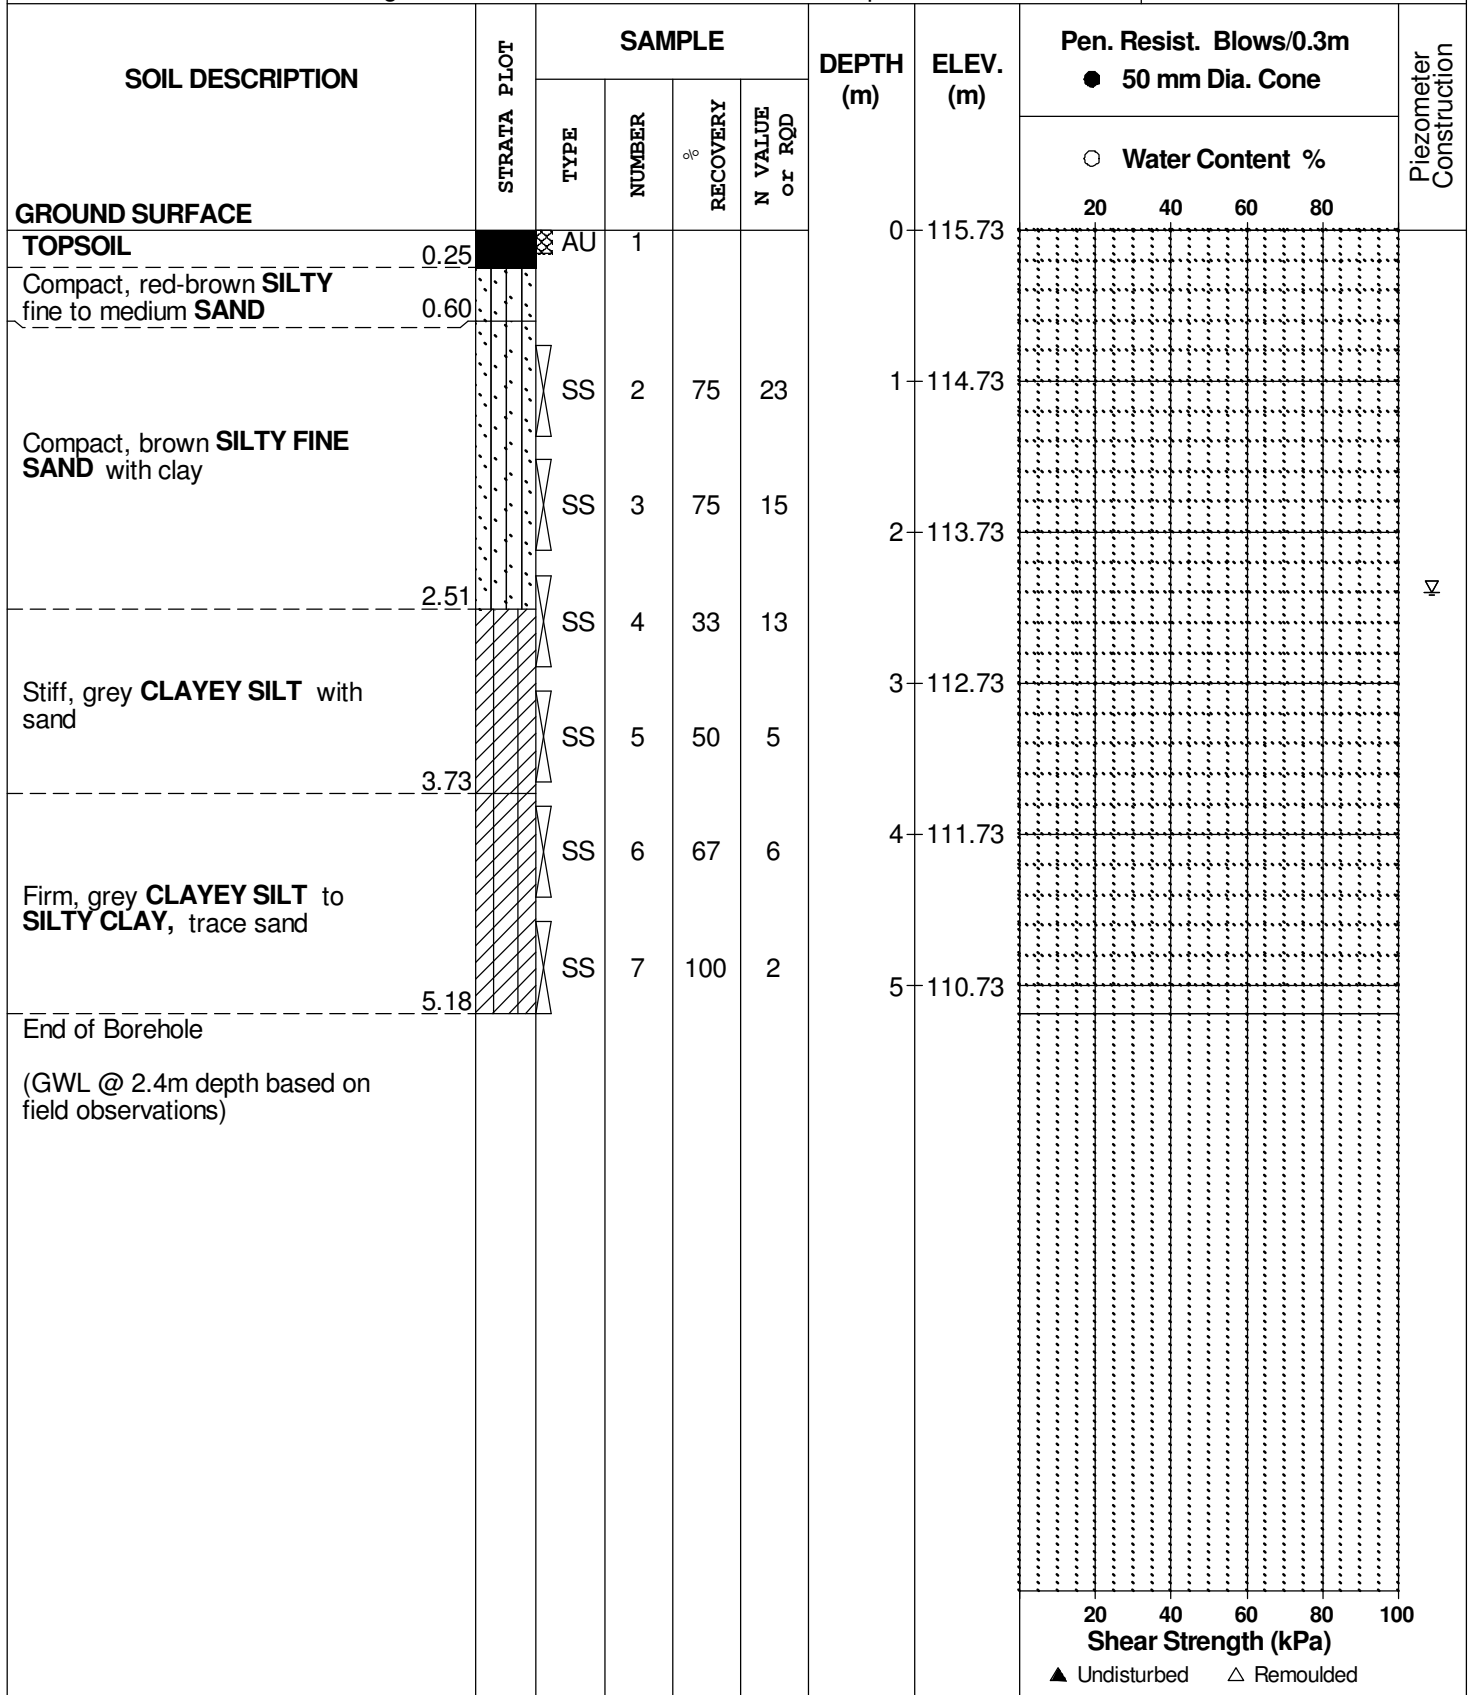 SOIL DESCRIPTION
STRATA PLOT
SAMPLE
TYPE
NUMBER
% RECOVERY
N VALUE or RQD
DEPTH (m)
ELEV. (m)
Pen. Resist. Blows/0.3m
● 50 mm Dia. Cone
○ Water Content %
Piezometer Construction
GROUND SURFACE
20 40 60 80
TOPSOIL 0.25
AU 1
0 115.73
Compact, red-brown SILTY
fine to medium SAND 0.60
SS 2 75 23
1 114.73
Compact, brown SILTY FINE
SAND with clay
SS 3 75 15
2 113.73
2.51
SS 4 33 13
Stiff, grey CLAYEY SILT with
sand
3 112.73
SS 5 50 5
3.73
4 111.73
SS 6 67 6
Firm, grey CLAYEY SILT to
SILTY CLAY, trace sand
SS 7 100 2
5 110.73
5.18
End of Borehole
(GWL @ 2.4m depth based on
field observations)
20 40 60 80 100
Shear Strength (kPa)
▲ Undisturbed △ Remoulded